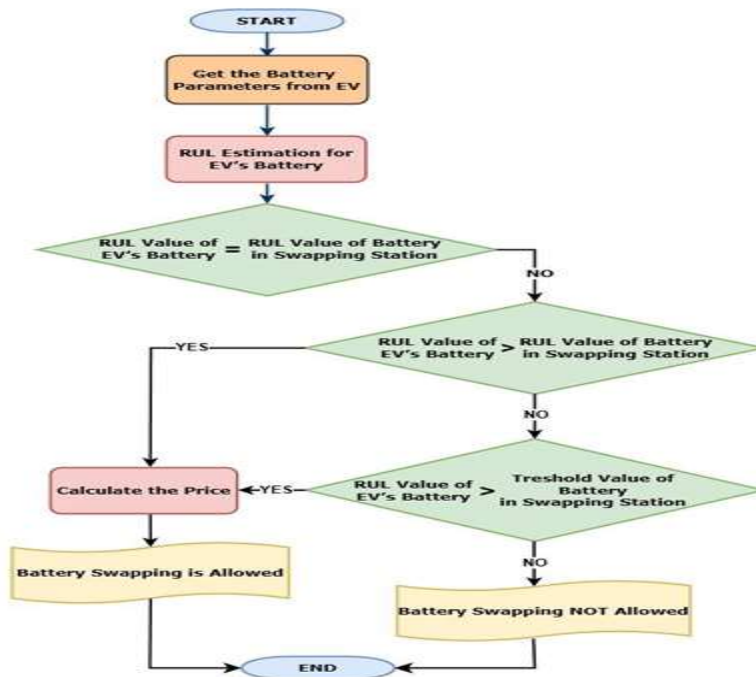 START
Get the Battery
Parameters from EV
RUL Estimation for
EV's Battery
RUL Value of
EV's Battery
=
RUL Value of Battery
in Swapping Station
NO
RUL Value of
EV's Battery
>
RUL Value of Battery
in Swapping Station
YES
NO
RUL Value of
EV's Battery
>
Treshold Value of
Battery
in Swapping Station
YES
Calculate the Price
NO
Battery Swapping is Allowed
Battery Swapping NOT Allowed
END